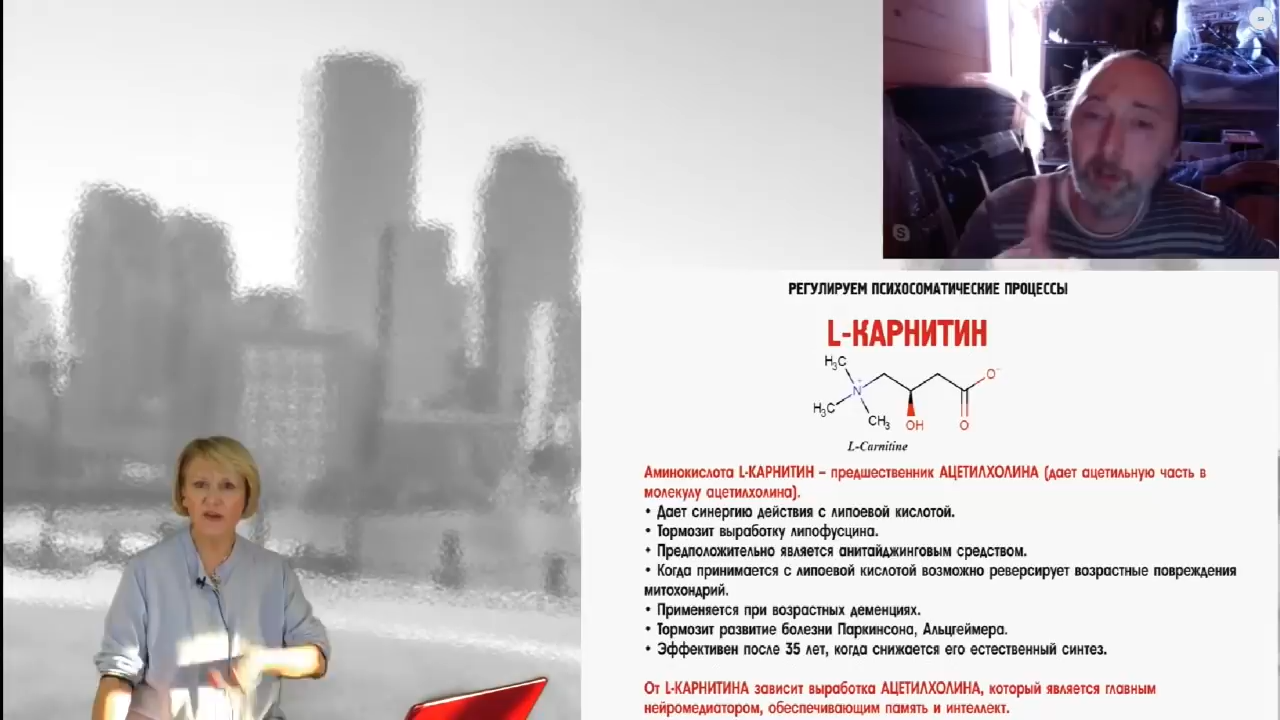 РЕГУЛИРУЕМ ПСИХОСОМАТИЧЕСКИЕ ПРОЦЕССЫ
L-КАРНИТИН
H₃C
O⁻
N⁺
H₃C
CH₃
OH
O
L-Carnitine
Аминокислота L-КАРНИТИН – предшественник АЦЕТИЛХОЛИНА (дает ацетильную часть в
молекулу ацетилхолина).
• Дает синергию действия с липоевой кислотой.
• Тормозит выработку липофусцина.
• Предположительно является анитайджинговым средством.
• Когда принимается с липоевой кислотой возможно реверсирует возрастные повреждения
митохондрий.
• Применяется при возрастных деменциях.
• Тормозит развитие болезни Паркинсона, Альцгеймера.
• Эффективен после 35 лет, когда снижается его естественный синтез.
От L-КАРНИТИНА зависит выработка АЦЕТИЛХОЛИНА, который является главным
нейромедиатором, обеспечивающим память и интеллект.